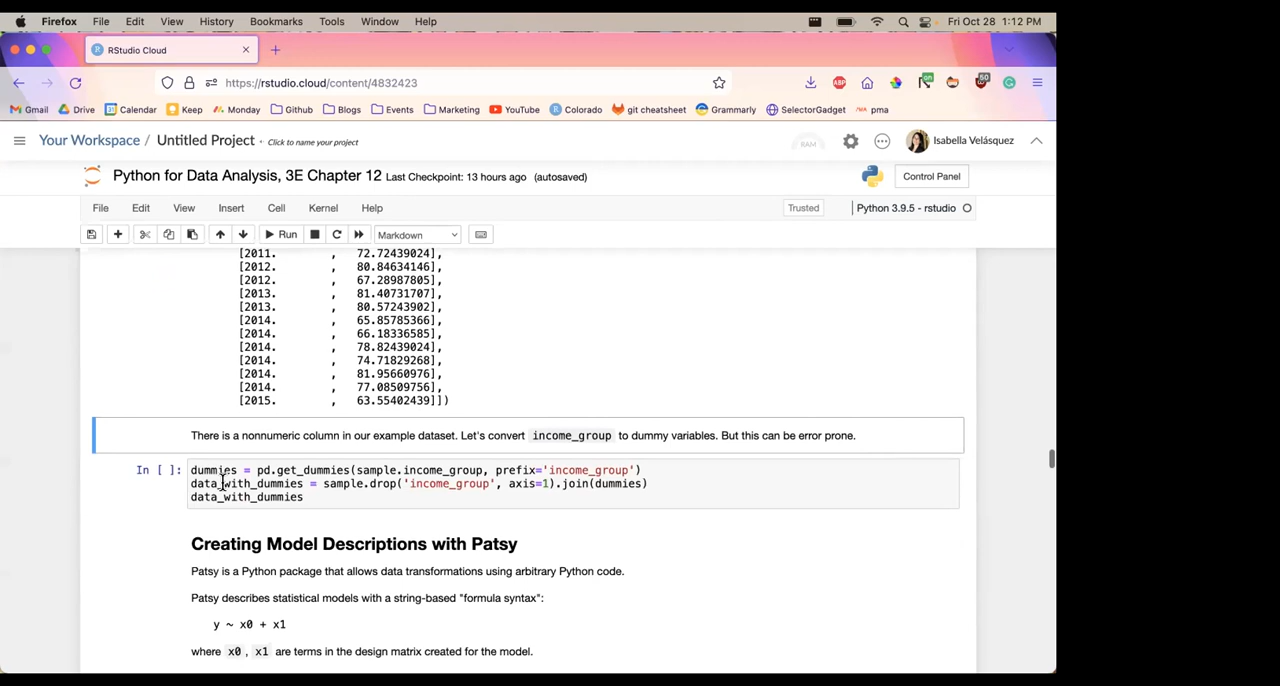 Firefox File Edit View History Bookmarks Tools Window Help Fri Oct 28 1:12 PM
RStudio Cloud
https://rstudio.cloud/content/4832423
50
Gmail Drive Calendar Keep Monday Github Blogs Events Marketing YouTube Colorado git cheatsheet Grammarly SelectorGadget pma
Your Workspace / Untitled Project Click to name your project RAM Isabella Velásquez
Python for Data Analysis, 3E Chapter 12 Last Checkpoint: 13 hours ago (autosaved) Control Panel
File Edit View Insert Cell Kernel Help Trusted Python 3.9.5 - rstudio
Run Markdown
[2011. , 72.72439024],
[2012. , 80.84634146],
[2012. , 67.28987805],
[2013. , 81.40731707],
[2013. , 80.57243902],
[2014. , 65.85785366],
[2014. , 66.18336585],
[2014. , 78.82439024],
[2014. , 74.71829268],
[2014. , 81.95660976],
[2014. , 77.08509756],
[2015. , 63.55402439]])
There is a nonnumeric column in our example dataset. Let's convert income_group to dummy variables. But this can be error prone.
In [ ]: dummies = pd.get_dummies(sample.income_group, prefix='income_group')
data_with_dummies = sample.drop('income_group', axis=1).join(dummies)
data_with_dummies
Creating Model Descriptions with Patsy
Patsy is a Python package that allows data transformations using arbitrary Python code.
Patsy describes statistical models with a string-based "formula syntax":
y ~ x0 + x1
where x0, x1 are terms in the design matrix created for the model.